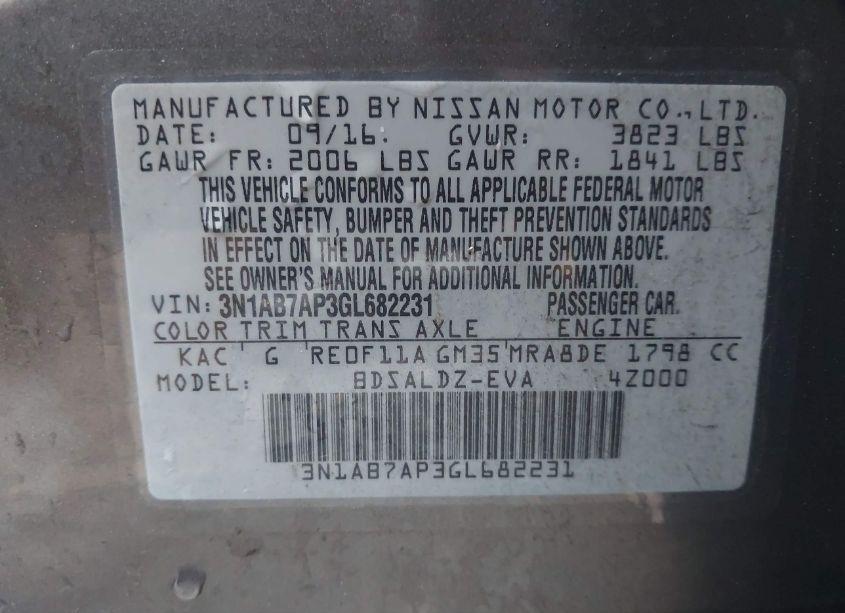 MANUFACTURED BY NISSAN MOTOR CO., LTD.
DATE: 09/16. GVWR: 3823 LBS
GAWR FR: 2006 LBS GAWR RR: 1841 LBS
THIS VEHICLE CONFORMS TO ALL APPLICABLE FEDERAL MOTOR
VEHICLE SAFETY, BUMPER AND THEFT PREVENTION STANDARDS
IN EFFECT ON THE DATE OF MANUFACTURE SHOWN ABOVE.
SEE OWNER'S MANUAL FOR ADDITIONAL INFORMATION.
VIN: 3N1AB7AP3GL682231 PASSENGER CAR.
COLOR TRIM TRANS AXLE ENGINE
KAC G RE0F11A GM35 MRA8DE 1798 CC
MODEL: BDSALDZ-EVA 4Z000
3N1AB7AP3GL682231